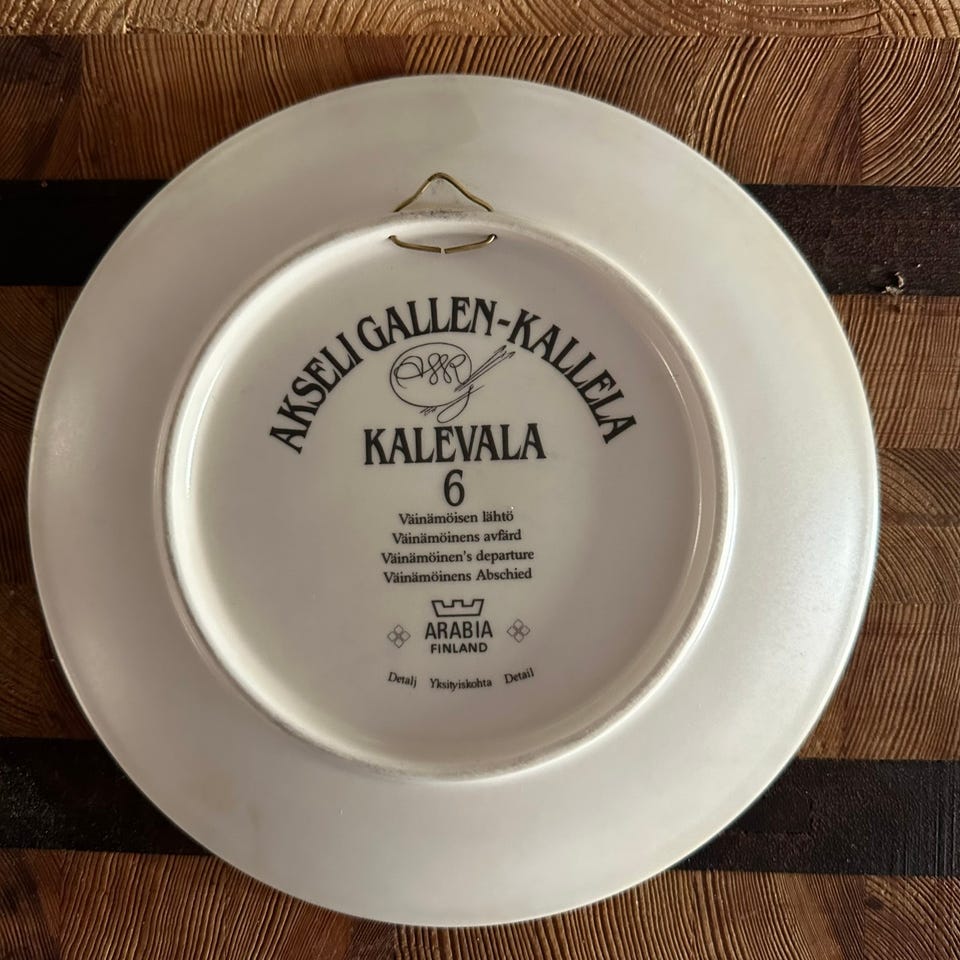 AKSELI GALLEN-KALLELA
KALEVALA
6
Väinämöisen lähtö
Väinämöinens avfärd
Väinämöinen's departure
Väinämöinens Abschied
ARABIA
FINLAND
Detalj Yksityiskohta Detail